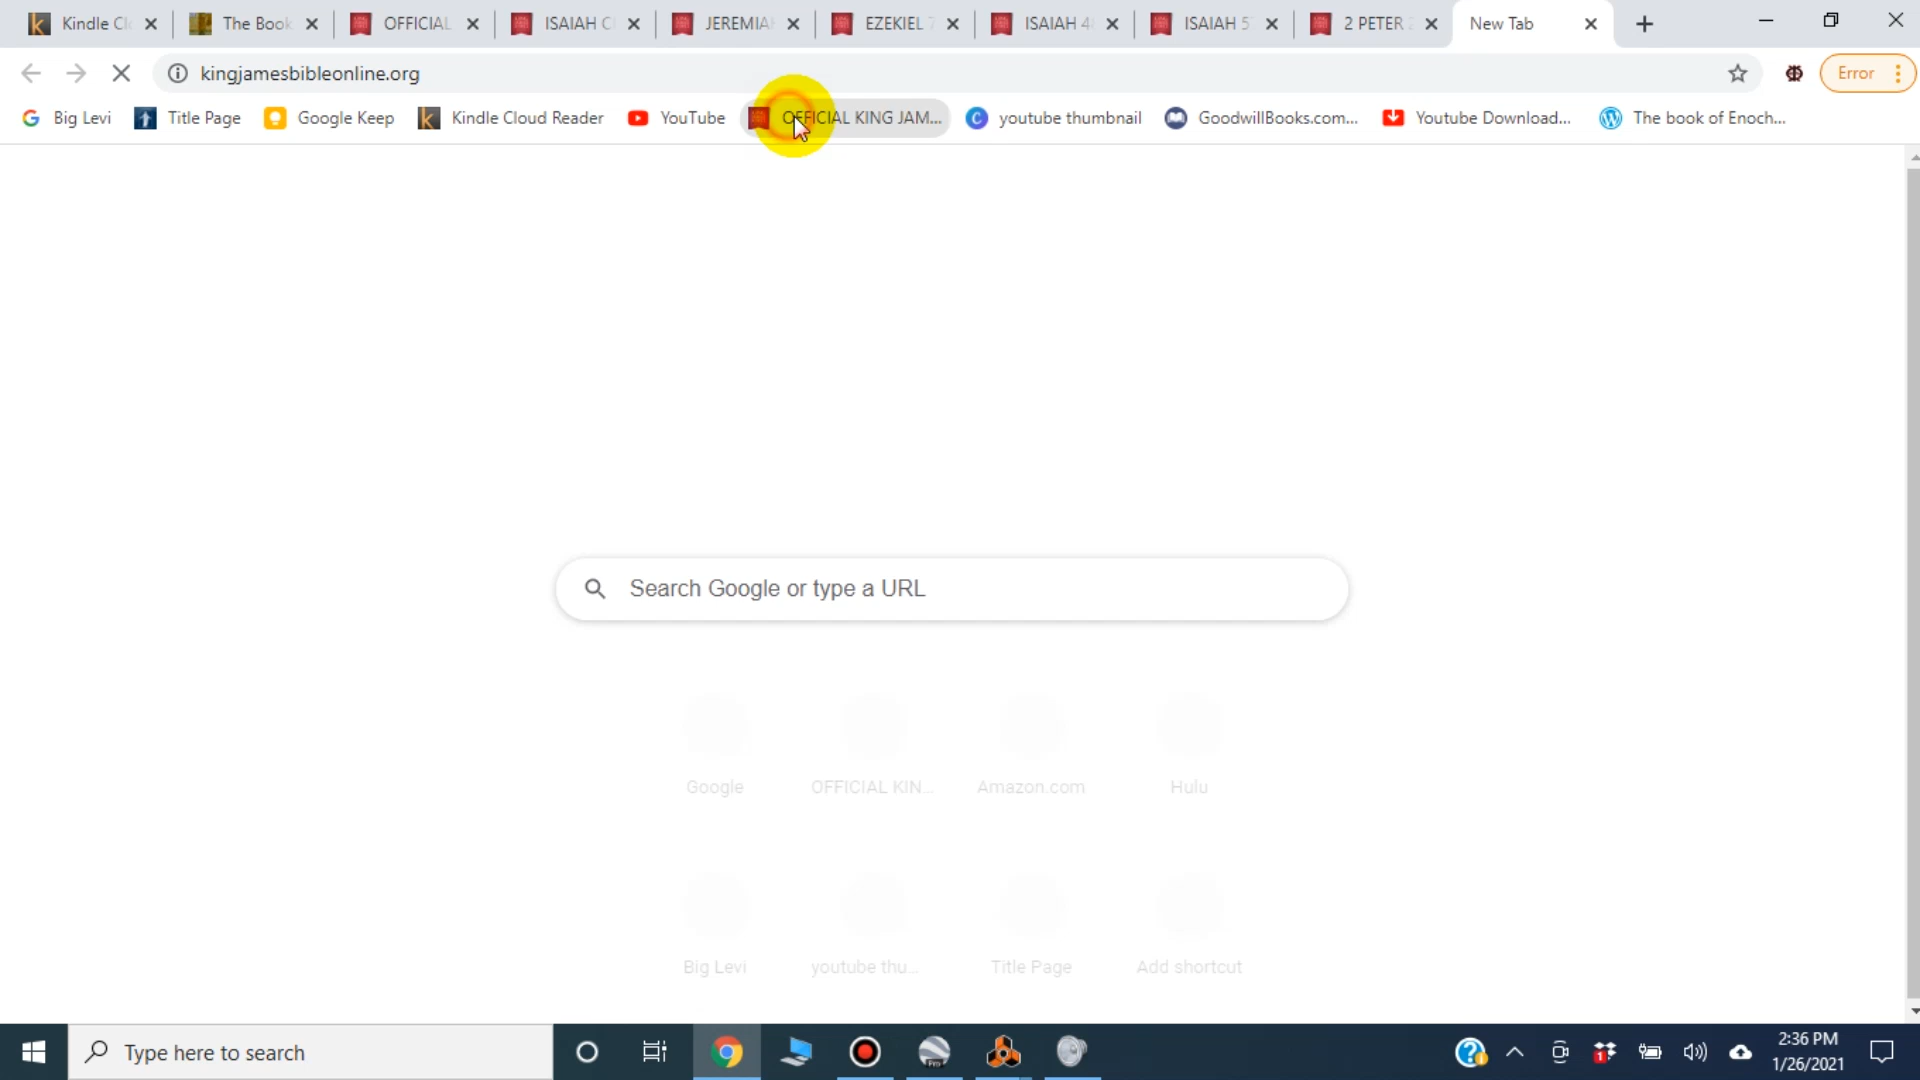 Kindle Cl
The Book
OFFICIAL
ISAIAH C
JEREMIAH
EZEKIEL 7
ISAIAH 4
ISAIAH 5
2 PETER 2
New Tab
kingjamesbibleonline.org
Error
Big Levi
Title Page
Google Keep
Kindle Cloud Reader
YouTube
OFFICIAL KING JAM...
youtube thumbnail
GoodwillBooks.com...
Youtube Download...
The book of Enoch...
Search Google or type a URL
Google
OFFICIAL KIN...
Amazon.com
Hulu
Big Levi
youtube thu...
Title Page
Add shortcut
Type here to search
2:36 PM
1/26/2021